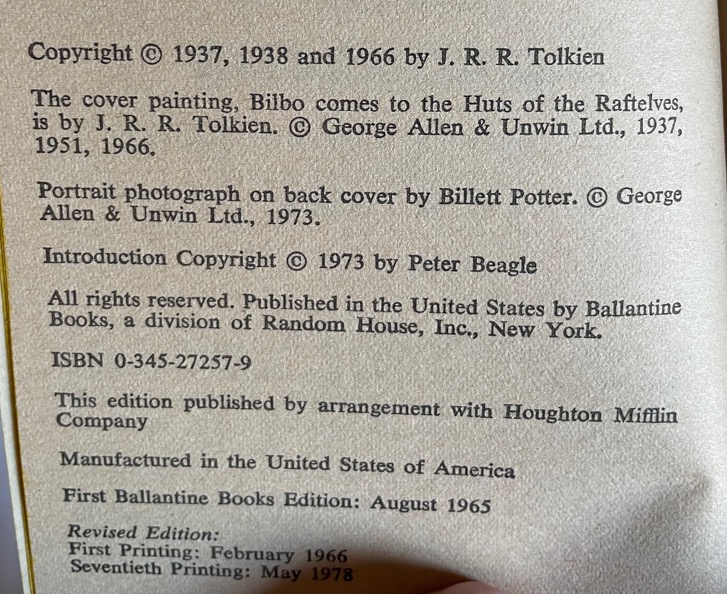 Copyright © 1937, 1938 and 1966 by J. R. R. Tolkien
The cover painting, Bilbo comes to the Huts of the Raftelves,
is by J. R. R. Tolkien. © George Allen & Unwin Ltd., 1937,
1951, 1966.
Portrait photograph on back cover by Billett Potter. © George
Allen & Unwin Ltd., 1973.
Introduction Copyright © 1973 by Peter Beagle
All rights reserved. Published in the United States by Ballantine
Books, a division of Random House, Inc., New York.
ISBN 0-345-27257-9
This edition published by arrangement with Houghton Mifflin
Company
Manufactured in the United States of America
First Ballantine Books Edition: August 1965
Revised Edition:
First Printing: February 1966
Seventieth Printing: May 1978